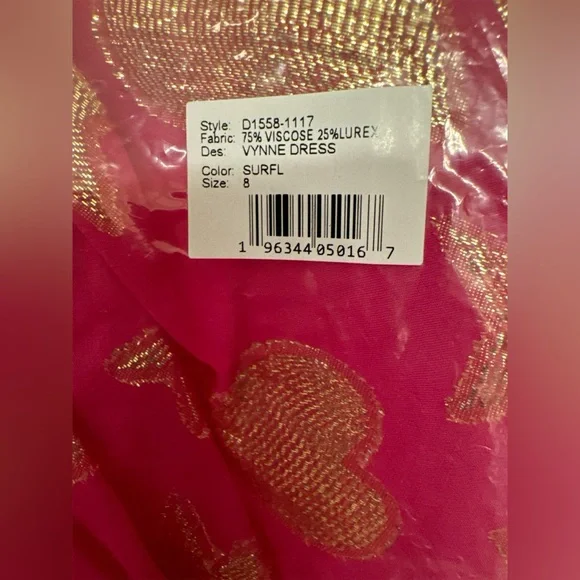 Style: D1558-1117
Fabric: 75% VISCOSE 25%LUREX
Des: VYNNE DRESS
Color: SURFL
Size: 8
1 96344 05016 7